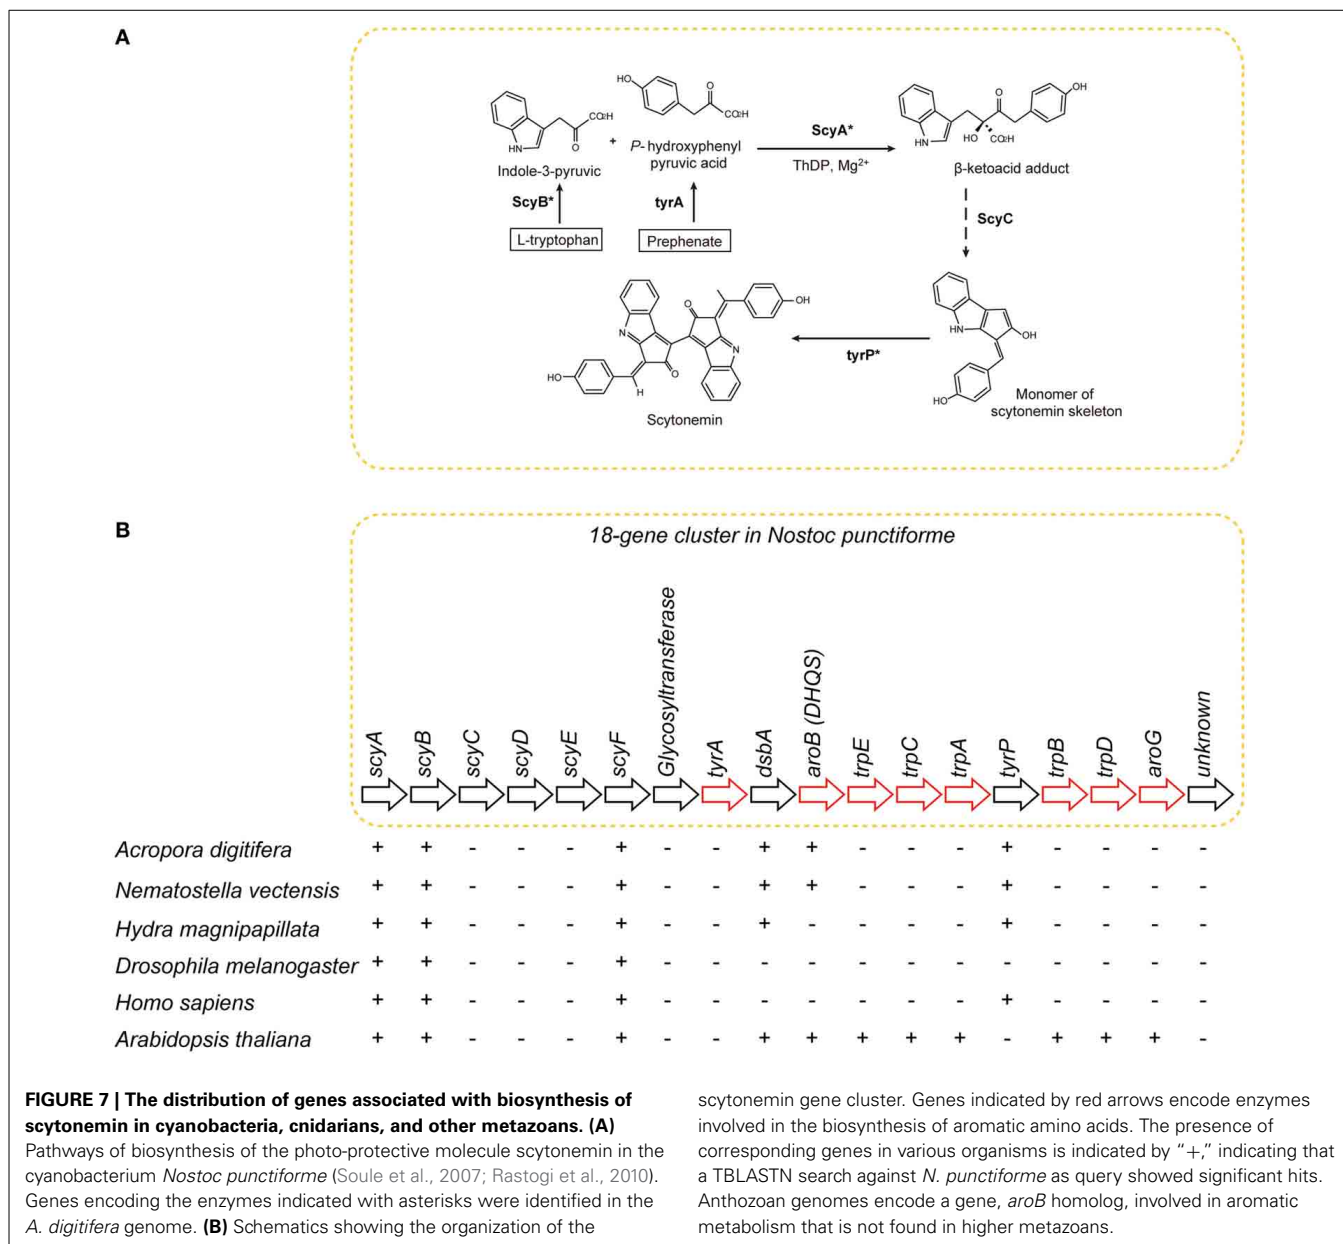 A
HO
O
CO2H
O
CO2H
HN
+
Indole-3-pyruvic
P- hydroxyphenyl
pyruvic acid
ScyA*
ThDP, Mg2+
O
OH
HN
HO
CO2H
β-ketoacid adduct
ScyB*
tyrA
ScyC
L-tryptophan
Prephenate
O
OH
N
N
HO
O
H
Scytonemin
tyrP*
HN
OH
HO
Monomer of
scytonemin skeleton
B
18-gene cluster in Nostoc punctiforme
scyA scyB scyC scyD scyE scyF Glycosyltransferase tyrA dsbA aroB (DHQS) trpE trpC trpA tyrP trpB trpD aroG unknown
Acropora digitifera + + - - - + - - + + - - - + - - - -
Nematostella vectensis + + - - - + - - + + - - - + - - - -
Hydra magnipapillata + + - - - + - - + - - - - + - - - -
Drosophila melanogaster + + - - - + - - - - - - - - - - - -
Homo sapiens + + - - - + - - - - - - - + - - - -
Arabidopsis thaliana + + - - - + - - + + + + + - + + + -
FIGURE 7 | The distribution of genes associated with biosynthesis of
scytonemin in cyanobacteria, cnidarians, and other metazoans. (A)
Pathways of biosynthesis of the photo-protective molecule scytonemin in the
cyanobacterium Nostoc punctiforme (Soule et al., 2007; Rastogi et al., 2010).
Genes encoding the enzymes indicated with asterisks were identified in the
A. digitifera genome. (B) Schematics showing the organization of the
scytonemin gene cluster. Genes indicated by red arrows encode enzymes
involved in the biosynthesis of aromatic amino acids. The presence of
corresponding genes in various organisms is indicated by “+,” indicating that
a TBLASTN search against N. punctiforme as query showed significant hits.
Anthozoan genomes encode a gene, aroB homolog, involved in aromatic
metabolism that is not found in higher metazoans.